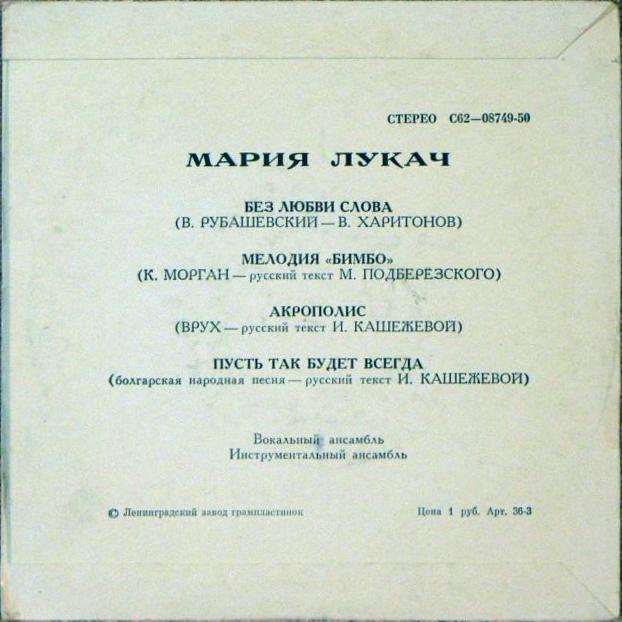 СТЕРЕО С62—08749-50
МАРИЯ ЛУКАЧ
БЕЗ ЛЮБВИ СЛОВА
(В. РУБАШЕВСКИЙ — В. ХАРИТОНОВ)
МЕЛОДИЯ «БИМБО»
(К. МОРГАН — русский текст М. ПОДБЕРЕЗСКОГО)
АКРОПОЛИС
(ВРУХ — русский текст И. КАШЕЖЕВОЙ)
ПУСТЬ ТАК БУДЕТ ВСЕГДА
(болгарская народная песня — русский текст И. КАШЕЖЕВОЙ)
Вокальный ансамбль
Инструментальный ансамбль
© Ленинградский завод грампластинок Цена 1 руб. Арт. 36-3